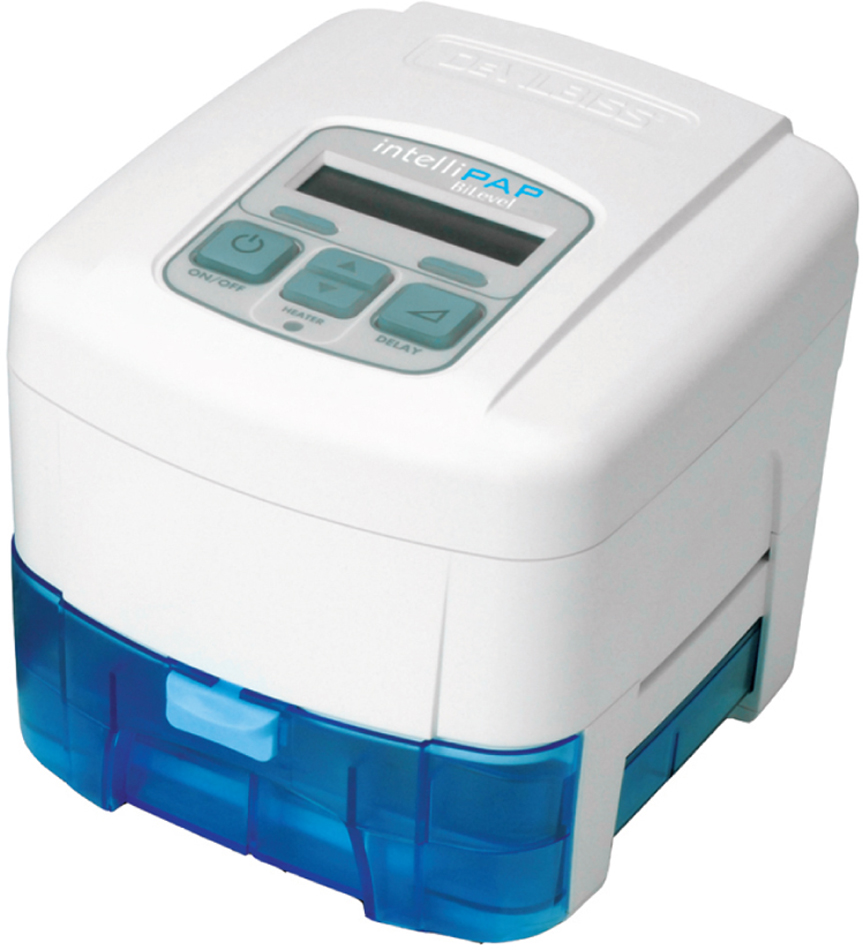 DEVILBISS
intelliPAP
BiLevel
ON/OFF
HEATER
DELAY